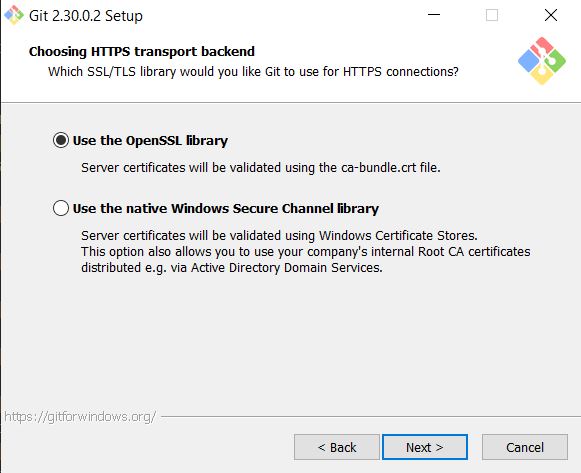 Git 2.30.0.2 Setup
Choosing HTTPS transport backend
Which SSL/TLS library would you like Git to use for HTTPS connections?
Use the OpenSSL library
Server certificates will be validated using the ca-bundle.crt file.
Use the native Windows Secure Channel library
Server certificates will be validated using Windows Certificate Stores.
This option also allows you to use your company's internal Root CA certificates
distributed e.g. via Active Directory Domain Services.
https://gitforwindows.org/
< Back
Next >
Cancel